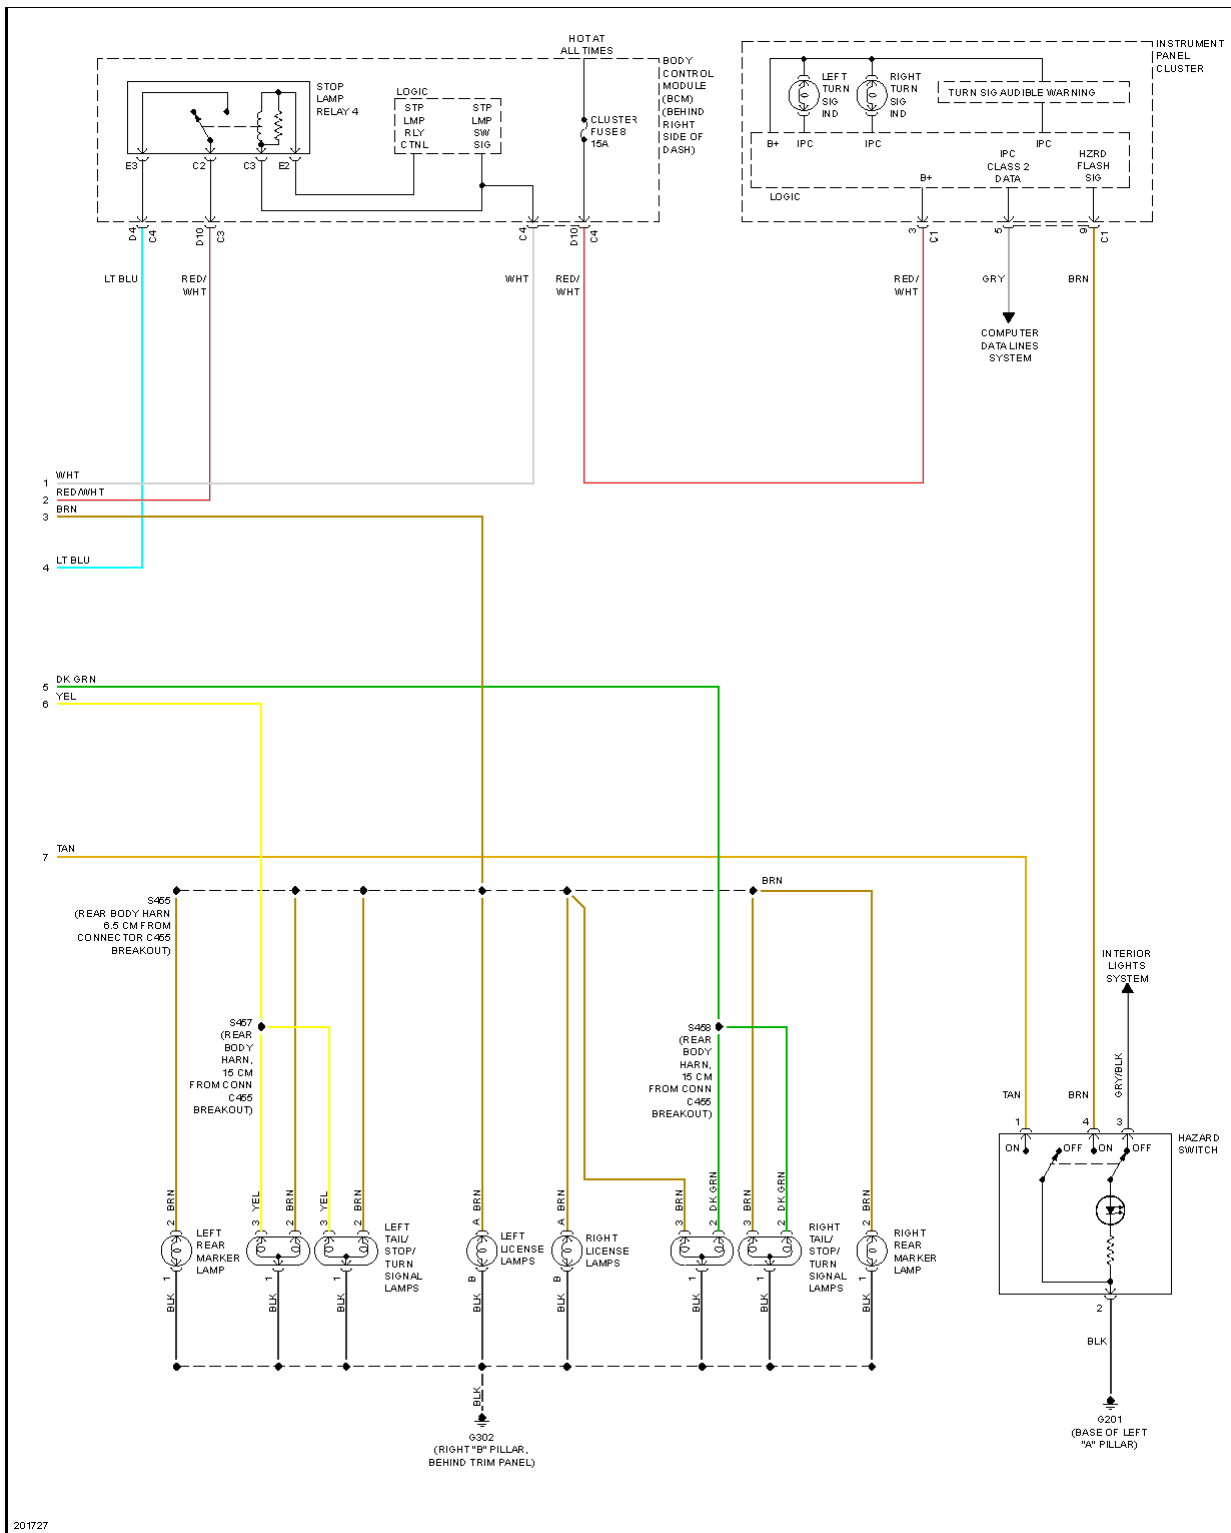 HOT AT
ALL TIMES
BODY
CONTROL
MODULE
(BCM)
(BEHIND
RIGHT
SIDE OF
DASH)
STOP
LAMP
RELAY 4
LOGIC
STP
LMP
RLY
CTNL
STP
LMP
SW
SIG
CLUSTER
FUSE 8
15A
E3
C2
C3
E2
D4
C4
D10
C3
C4
D10
C4
LT BLU
RED/
WHT
WHT
RED/
WHT
INSTRUMENT
PANEL
CLUSTER
LEFT
TURN
SIG
IND
RIGHT
TURN
SIG
IND
TURN SIG AUDIBLE WARNING
B+
IPC
IPC
IPC
B+
IPC
CLASS 2
DATA
HZRD
FLASH
SIG
LOGIC
3
C1
5
9
C1
RED/
WHT
GRY
BRN
COMPUTER
DATA LINES
SYSTEM
1
WHT
2
RED/WHT
3
BRN
4
LT BLU
5
DK GRN
6
YEL
7
TAN
BRN
S455
(REAR BODY HARN
6.5 CM FROM
CONNECTOR C455
BREAKOUT)
S457
(REAR
BODY
HARN,
15 CM
FROM CONN
C455
BREAKOUT)
S458
(REAR
BODY
HARN,
15 CM
FROM CONN
C455
BREAKOUT)
INTERIOR
LIGHTS
SYSTEM
TAN
BRN
GRY/BLK
1
4
3
HAZARD
SWITCH
ON
OFF
ON
OFF
2
BLK
G201
(BASE OF LEFT
"A" PILLAR)
2 BRN
3 YEL
2 BRN
3 YEL
2 BRN
A BRN
A BRN
3 BRN
2 DK GRN
3 BRN
2 DK GRN
2 BRN
LEFT
REAR
MARKER
LAMP
LEFT
TAIL/
STOP/
TURN
SIGNAL
LAMPS
LEFT
LICENSE
LAMPS
RIGHT
LICENSE
LAMPS
RIGHT
TAIL/
STOP/
TURN
SIGNAL
LAMPS
RIGHT
REAR
MARKER
LAMP
1
BLK
1
BLK
1
BLK
B
BLK
B
BLK
1
BLK
1
BLK
1
BLK
BLK
G302
(RIGHT "B" PILLAR,
BEHIND TRIM PANEL)
201727